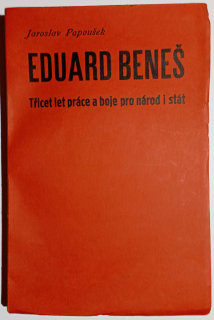 Jaroslav Papoušek
EDUARD BENEŠ
Třicet let práce a boje pro národ i stát